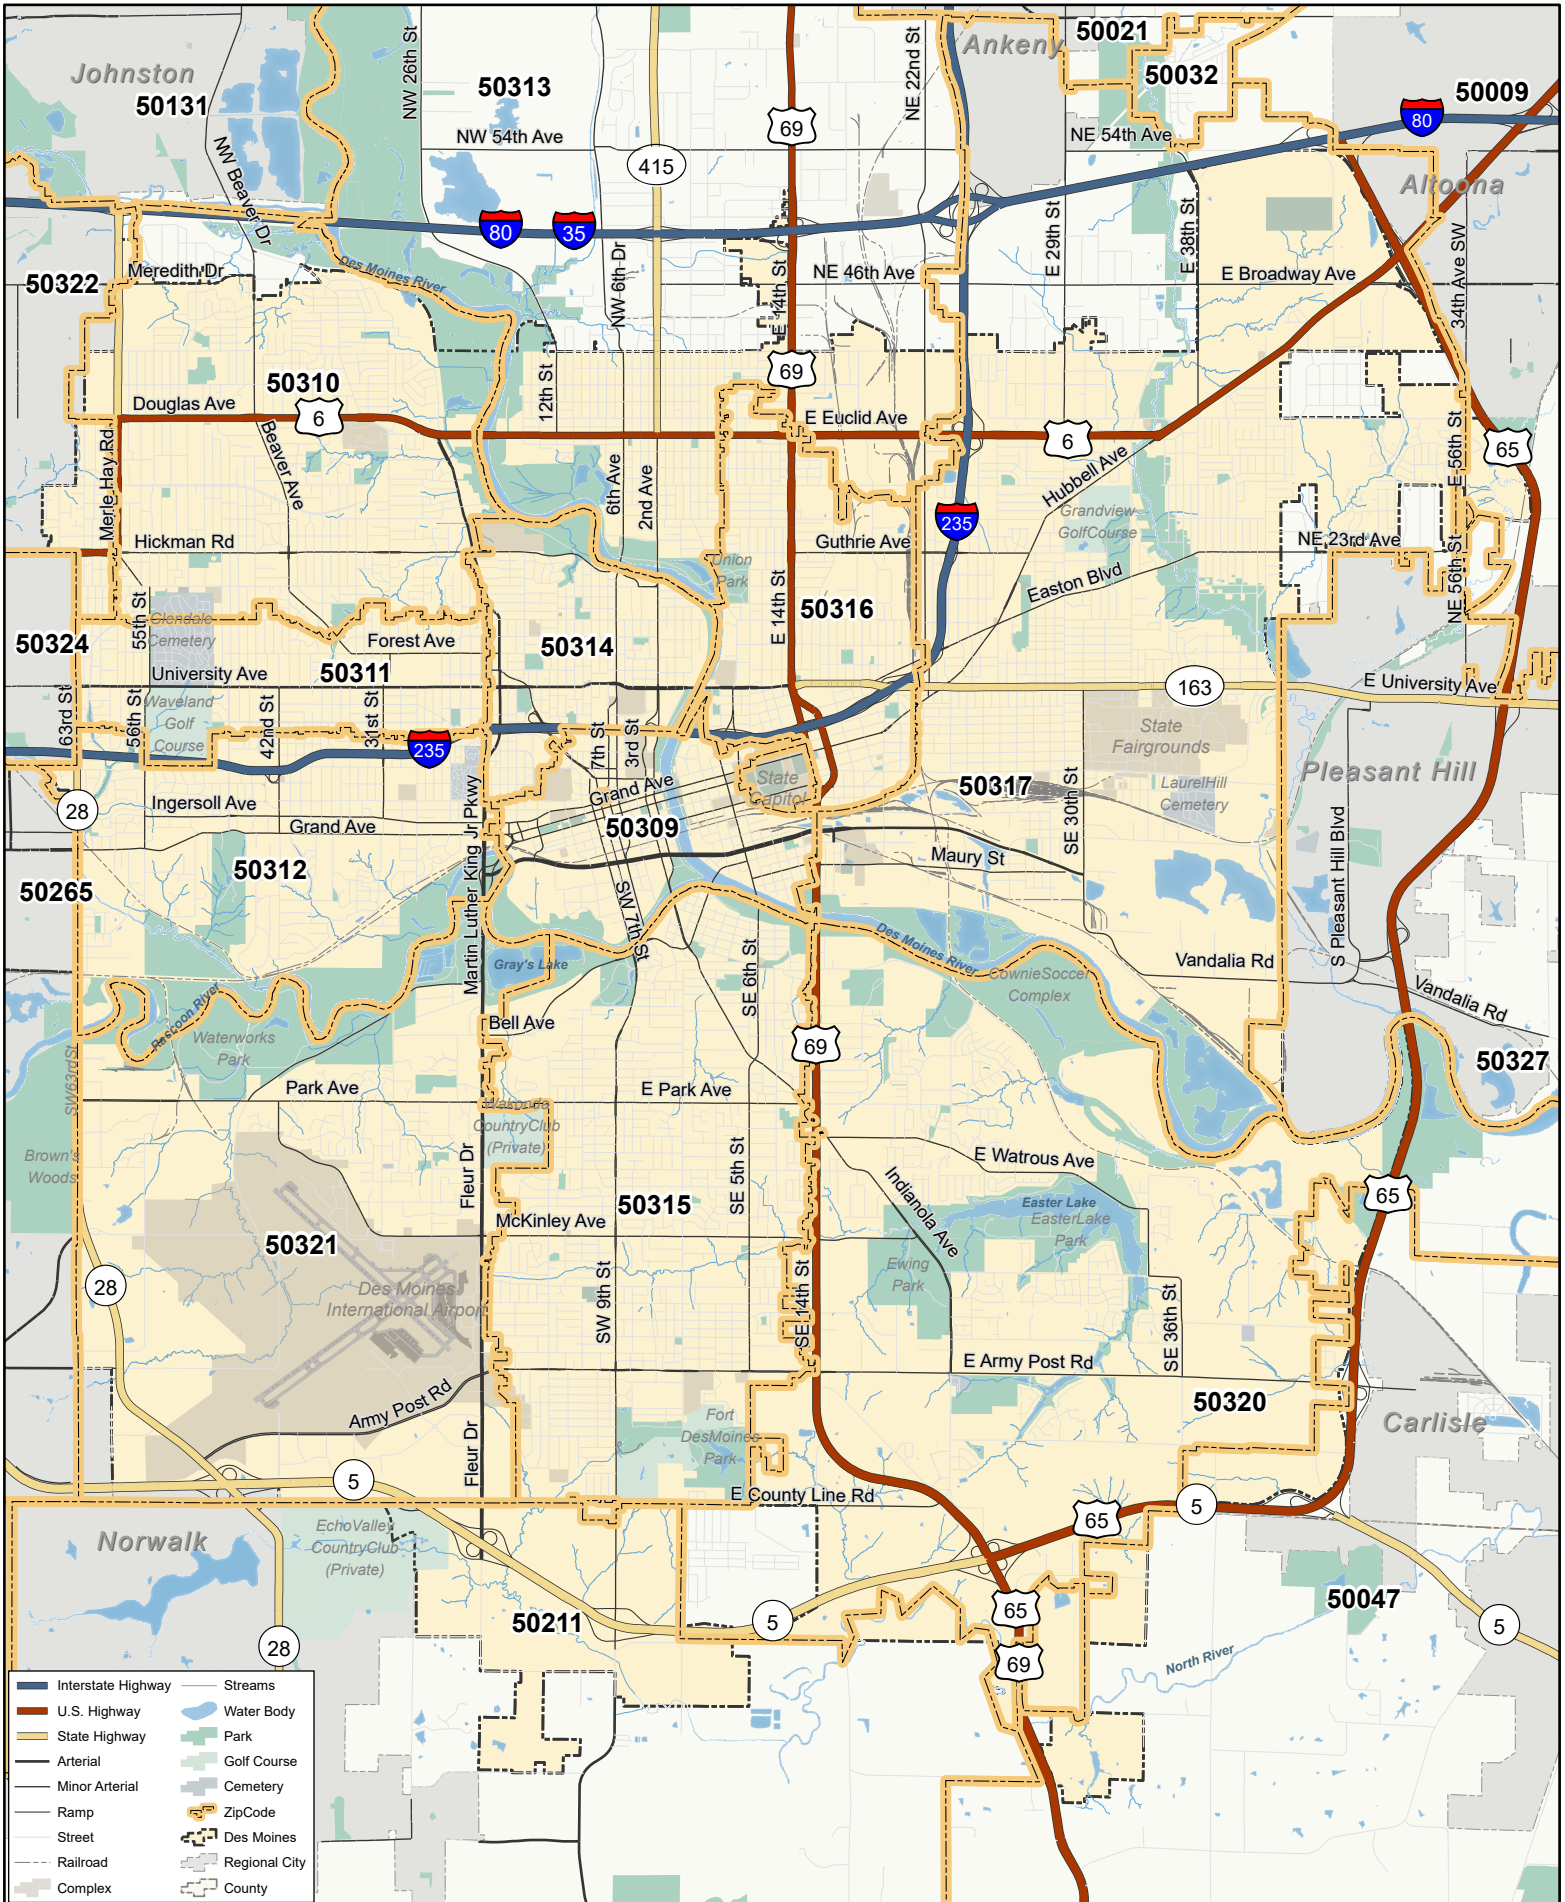 Johnston
50131
NW 26th St
50313
NW 54th Ave
415
69
NE 22nd St
Ankeny
50021
50032
NE 54th Ave
80
50009
Altoona
NW Beaver Dr
80
35
NW 6th Dr
E 14th St
NE 46th Ave
E 29th St
E 38th St
E Broadway Ave
34th Ave SW
50322
Meredith Dr
Des Moines River
50310
Douglas Ave
6
Beaver Ave
Merle Hay Rd
12th St
69
E Euclid Ave
6
Hubbell Ave
65
E 56th St
6th Ave
2nd Ave
Grandview
GolfCourse
235
Hickman Rd
Guthrie Ave
NE 23rd Ave
NE 56th St
Union
Park
Easton Blvd
E 14th St
50316
55th St
Glendale
Cemetery
Forest Ave
50324
50311
50314
University Ave
163
E University Ave
63rd St
56th St
Waveland
Golf
Course
42nd St
31st St
235
7th St
3rd St
State
Fairgrounds
Pleasant Hill
Grand Ave
State
Capitol
50317
SE 30th St
LaurelHill
Cemetery
28
Ingersoll Ave
Grand Ave
Martin Luther King Jr Pkwy
50309
Maury St
S Pleasant Hill Blvd
50312
50265
SW 7th St
Gray's Lake
SE 6th St
Des Moines River
CownieSoccer
Complex
Vandalia Rd
Vandalia Rd
Raccoon River
Waterworks
Park
Bell Ave
69
50327
SW63rdSt
Park Ave
E Park Ave
Wakonda
CountryClub
(Private)
Brown's
Woods
Fleur Dr
SE 5th St
E Watrous Ave
Indianola Ave
Easter Lake
EasterLake
Park
65
50315
McKinley Ave
50321
Ewing
Park
28
Des Moines
International Airport
SW 9th St
SE 14th St
SE 36th St
E Army Post Rd
50320
Army Post Rd
Fort
DesMoines
Park
Carlisle
Fleur Dr
5
E County Line Rd
65
5
Norwalk
EchoValley
CountryClub
(Private)
50211
5
65
50047
5
28
69
North River
Interstate Highway
U.S. Highway
State Highway
Arterial
Minor Arterial
Ramp
Street
Railroad
Complex
Streams
Water Body
Park
Golf Course
Cemetery
ZipCode
Des Moines
Regional City
County